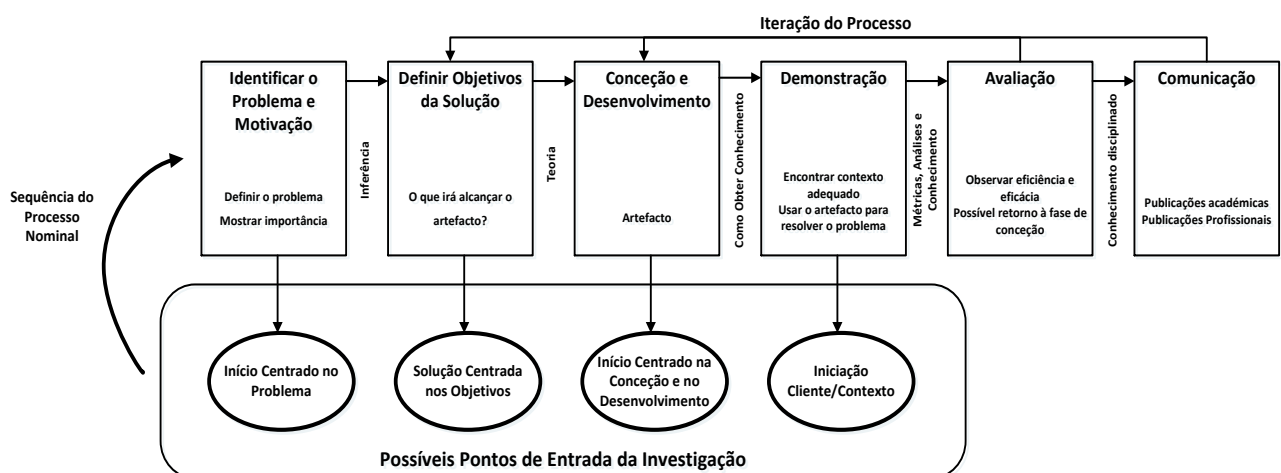 Iteração do Processo
Identificar o
Problema e
Motivação
Definir o problema
Mostrar importância
Inferência
Definir Objetivos
da Solução
O que irá alcançar o
artefacto?
Teoria
Conceção e
Desenvolvimento
Artefacto
Como Obter Conhecimento
Demonstração
Encontrar contexto
adequado
Usar o artefacto para
resolver o problema
Métricas, Análises e
Conhecimento
Avaliação
Observar eficiência e
eficácia
Possível retorno à fase de
conceção
Conhecimento disciplinado
Comunicação
Publicações académicas
Publicações Profissionais
Sequência do
Processo
Nominal
Início Centrado no
Problema
Solução Centrada
nos Objetivos
Início Centrado na
Conceção e no
Desenvolvimento
Iniciação
Cliente/Contexto
Possíveis Pontos de Entrada da Investigação